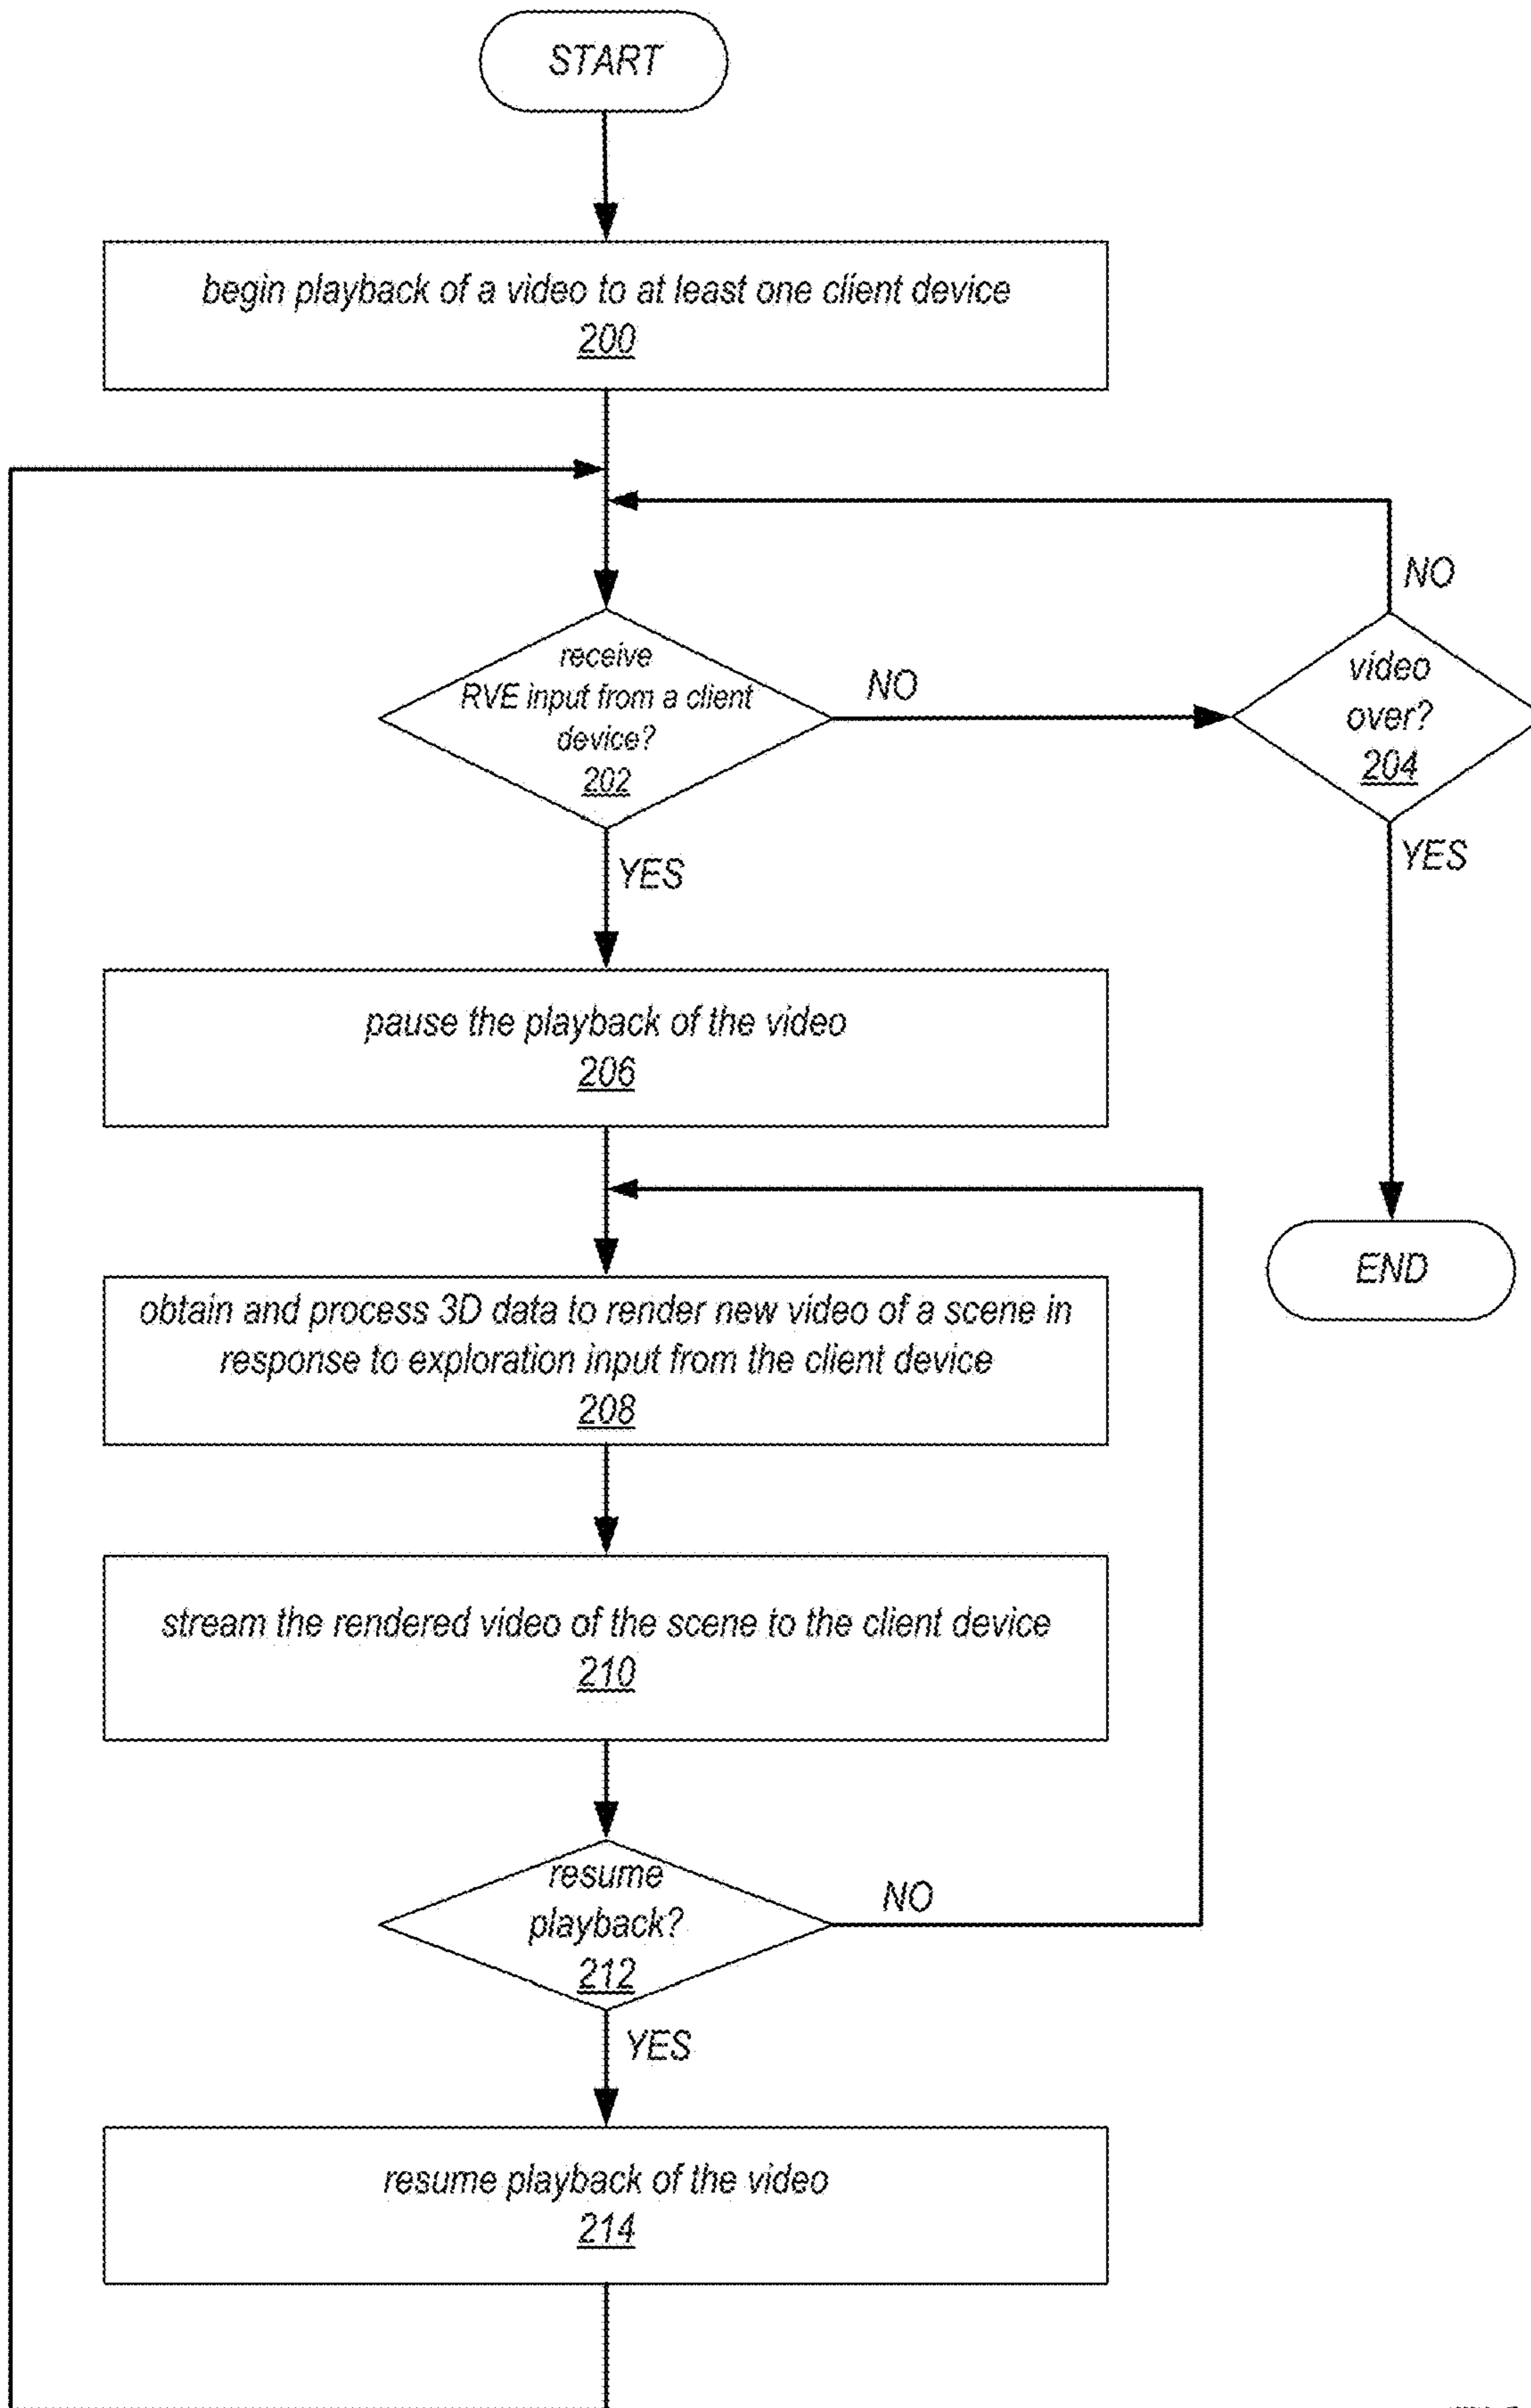 START
begin playback of a video to at least one client device
200
NO
receive
RVE input from a client
device?
202
NO
video
over?
204
YES
YES
pause the playback of the video
206
END
obtain and process 3D data to render new video of a scene in
response to exploration input from the client device
208
stream the rendered video of the scene to the client device
210
resume
playback?
212
NO
YES
resume playback of the video
214